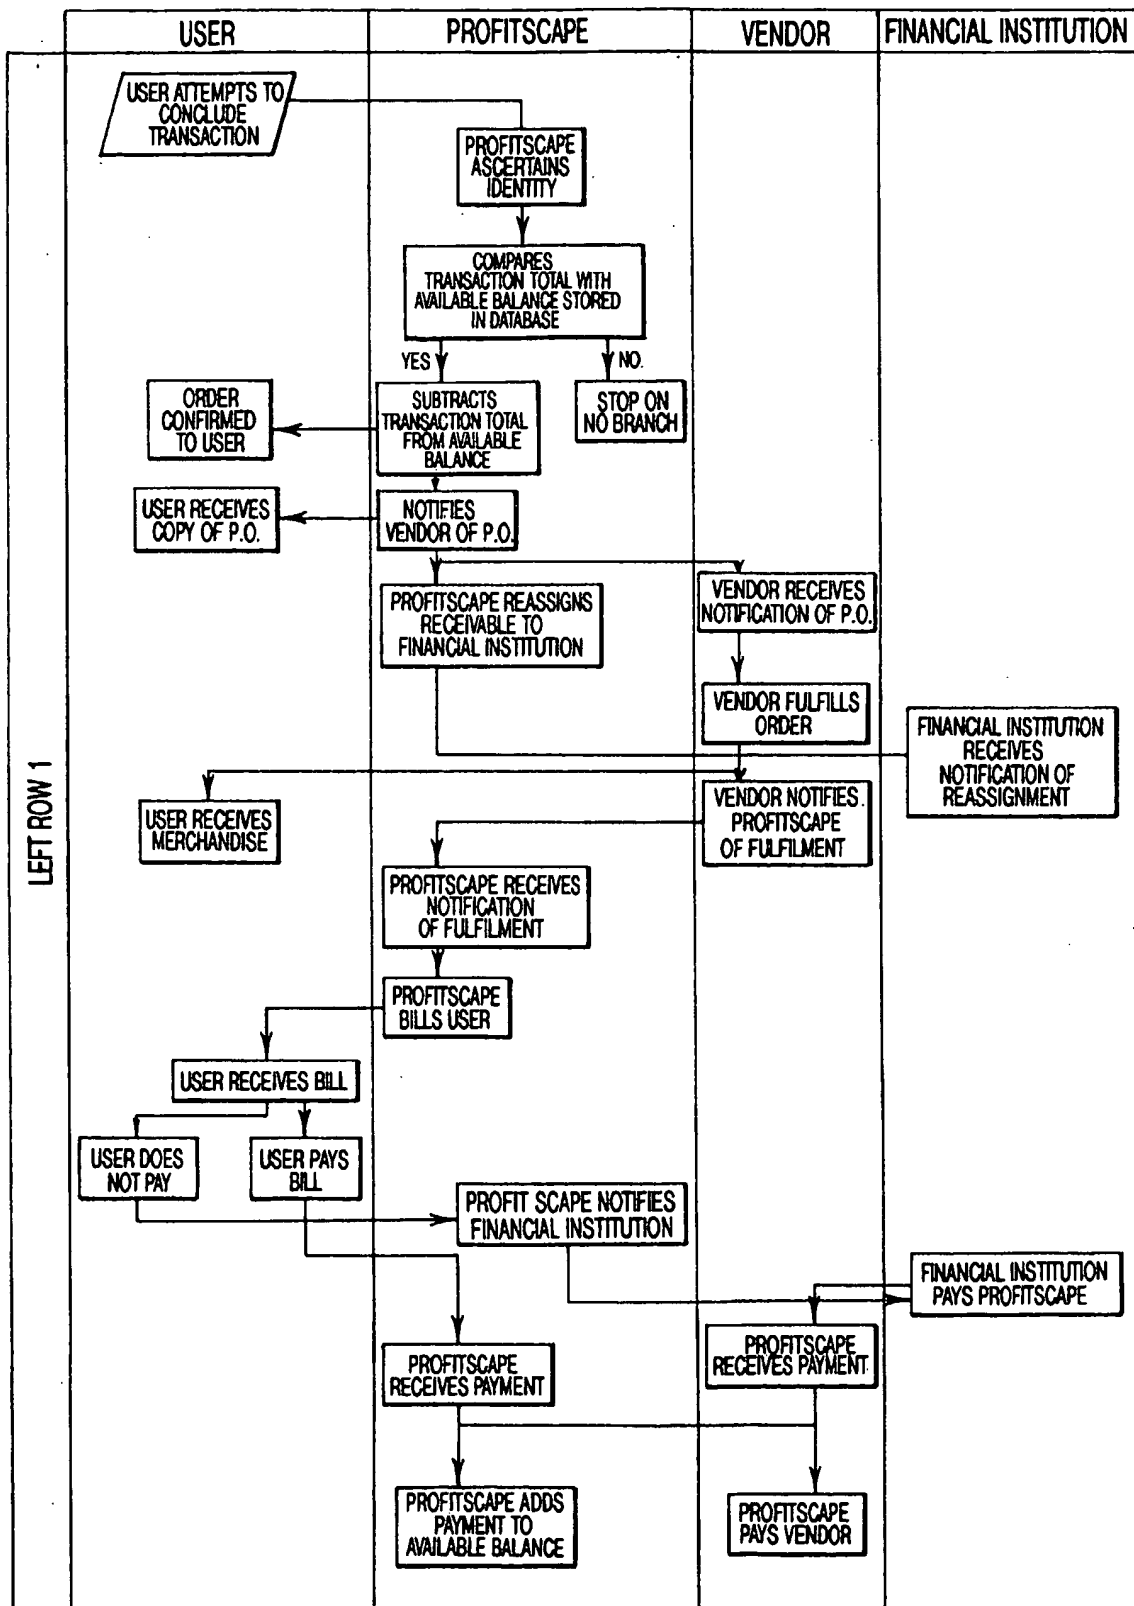 USER
PROFITSCAPE
VENDOR
FINANCIAL INSTITUTION
LEFT ROW 1
USER ATTEMPTS TO
CONCLUDE
TRANSACTION
PROFITSCAPE
ASCERTAINS
IDENTITY
COMPARES
TRANSACTION TOTAL WITH
AVAILABLE BALANCE STORED
IN DATABASE
YES
NO.
ORDER
CONFIRMED
TO USER
SUBTRACTS
TRANSACTION TOTAL
FROM AVAILABLE
BALANCE
STOP ON
NO BRANCH
USER RECEIVES
COPY OF P.O.
NOTIFIES
VENDOR OF P.O.
PROFITSCAPE REASSIGNS
RECEIVABLE TO
FINANCIAL INSTITUTION
VENDOR RECEIVES
NOTIFICATION OF P.O.
VENDOR FULFILLS
ORDER
FINANCIAL INSTITUTION
RECEIVES
NOTIFICATION OF
REASSIGNMENT
USER RECEIVES
MERCHANDISE
VENDOR NOTIFIES.
PROFITSCAPE
OF FULFILMENT
PROFITSCAPE RECEIVES
NOTIFICATION
OF FULFILMENT
PROFITSCAPE
BILLS USER
USER RECEIVES BILL
USER DOES
NOT PAY
USER PAYS
BILL
PROFIT SCAPE NOTIFIES
FINANCIAL INSTITUTION
FINANCIAL INSTITUTION
PAYS PROFITSCAPE
PROFITSCAPE
RECEIVES PAYMENT
PROFITSCAPE
RECEIVES PAYMENT
PROFITSCAPE ADDS
PAYMENT TO
AVAILABLE BALANCE
PROFITSCAPE
PAYS VENDOR